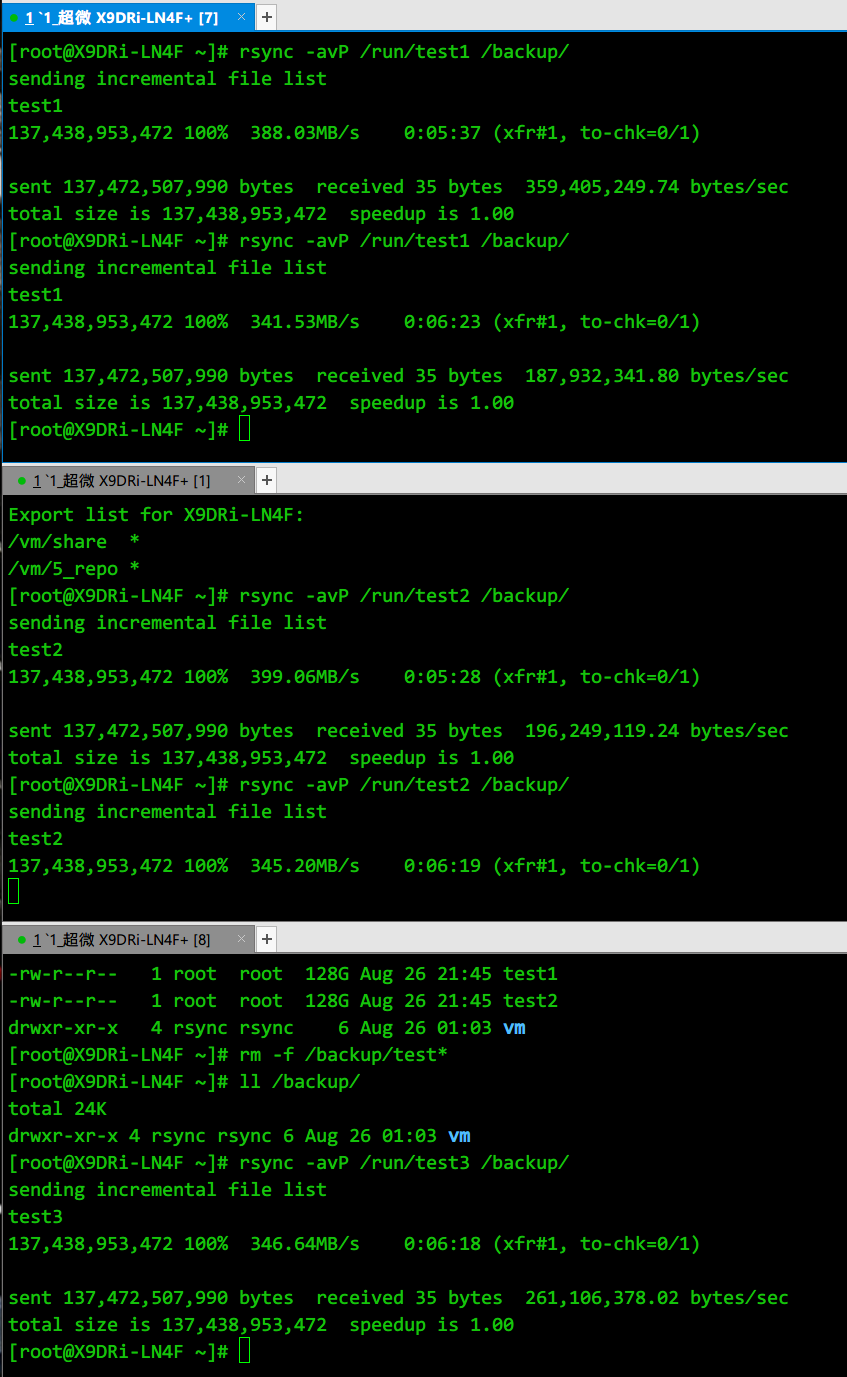 1 `1_超微 X9DRi-LN4F+ [7] × +
[root@X9DRi-LN4F ~]# rsync -avP /run/test1 /backup/
sending incremental file list
test1
137,438,953,472 100%  388.03MB/s    0:05:37 (xfr#1, to-chk=0/1)
sent 137,472,507,990 bytes  received 35 bytes  359,405,249.74 bytes/sec
total size is 137,438,953,472  speedup is 1.00
[root@X9DRi-LN4F ~]# rsync -avP /run/test1 /backup/
sending incremental file list
test1
137,438,953,472 100%  341.53MB/s    0:06:23 (xfr#1, to-chk=0/1)
sent 137,472,507,990 bytes  received 35 bytes  187,932,341.80 bytes/sec
total size is 137,438,953,472  speedup is 1.00
[root@X9DRi-LN4F ~]#
1 `1_超微 X9DRi-LN4F+ [1] × +
Export list for X9DRi-LN4F:
/vm/share  *
/vm/5_repo *
[root@X9DRi-LN4F ~]# rsync -avP /run/test2 /backup/
sending incremental file list
test2
137,438,953,472 100%  399.06MB/s    0:05:28 (xfr#1, to-chk=0/1)
sent 137,472,507,990 bytes  received 35 bytes  196,249,119.24 bytes/sec
total size is 137,438,953,472  speedup is 1.00
[root@X9DRi-LN4F ~]# rsync -avP /run/test2 /backup/
sending incremental file list
test2
137,438,953,472 100%  345.20MB/s    0:06:19 (xfr#1, to-chk=0/1)
1 `1_超微 X9DRi-LN4F+ [8] × +
-rw-r--r--   1 root  root  128G Aug 26 21:45 test1
-rw-r--r--   1 root  root  128G Aug 26 21:45 test2
drwxr-xr-x   4 rsync rsync    6 Aug 26 01:03 vm
[root@X9DRi-LN4F ~]# rm -f /backup/test*
[root@X9DRi-LN4F ~]# ll /backup/
total 24K
drwxr-xr-x 4 rsync rsync 6 Aug 26 01:03 vm
[root@X9DRi-LN4F ~]# rsync -avP /run/test3 /backup/
sending incremental file list
test3
137,438,953,472 100%  346.64MB/s    0:06:18 (xfr#1, to-chk=0/1)
sent 137,472,507,990 bytes  received 35 bytes  261,106,378.02 bytes/sec
total size is 137,438,953,472  speedup is 1.00
[root@X9DRi-LN4F ~]#